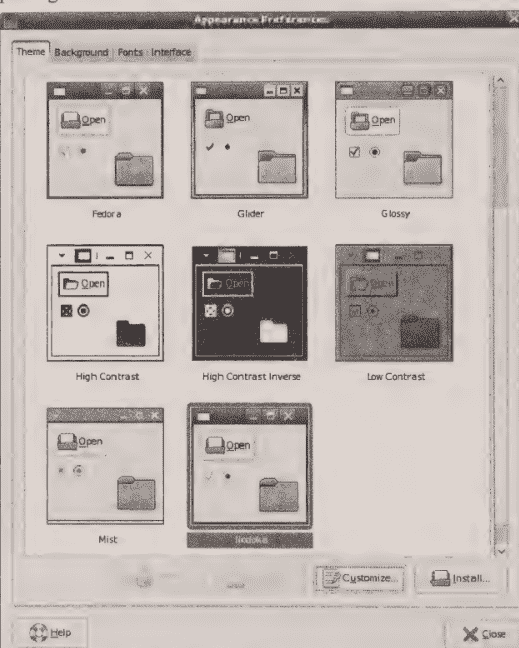 Appearance Preferences
Theme Background Fonts Interface
Open Open Open
Fedora Glider Glossy
Open Open Open
High Contrast High Contrast Inverse Low Contrast
Open Open
Mist Nodoka
Customize... Install...
Help Close